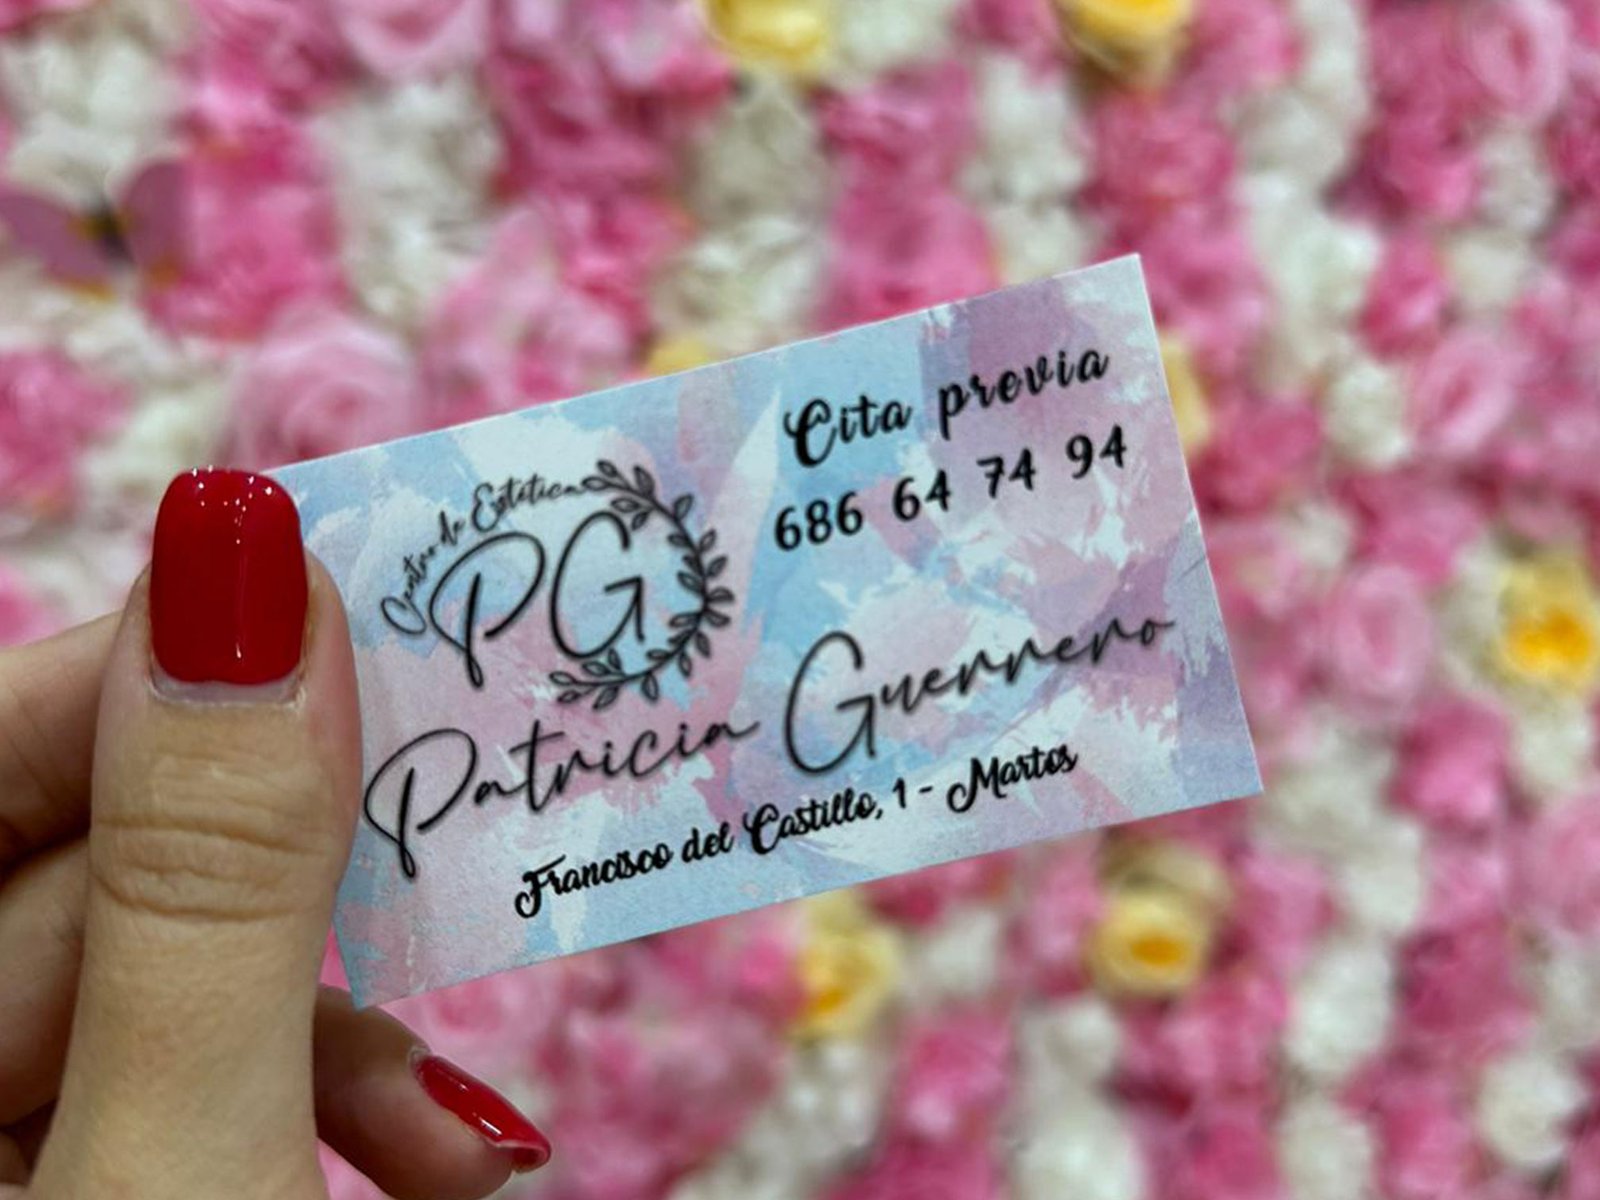 Cita previa
686 64 74 94
Centro de Estética
PG
Patricia Guerrero
Francisco del Castillo, 1 - Martos